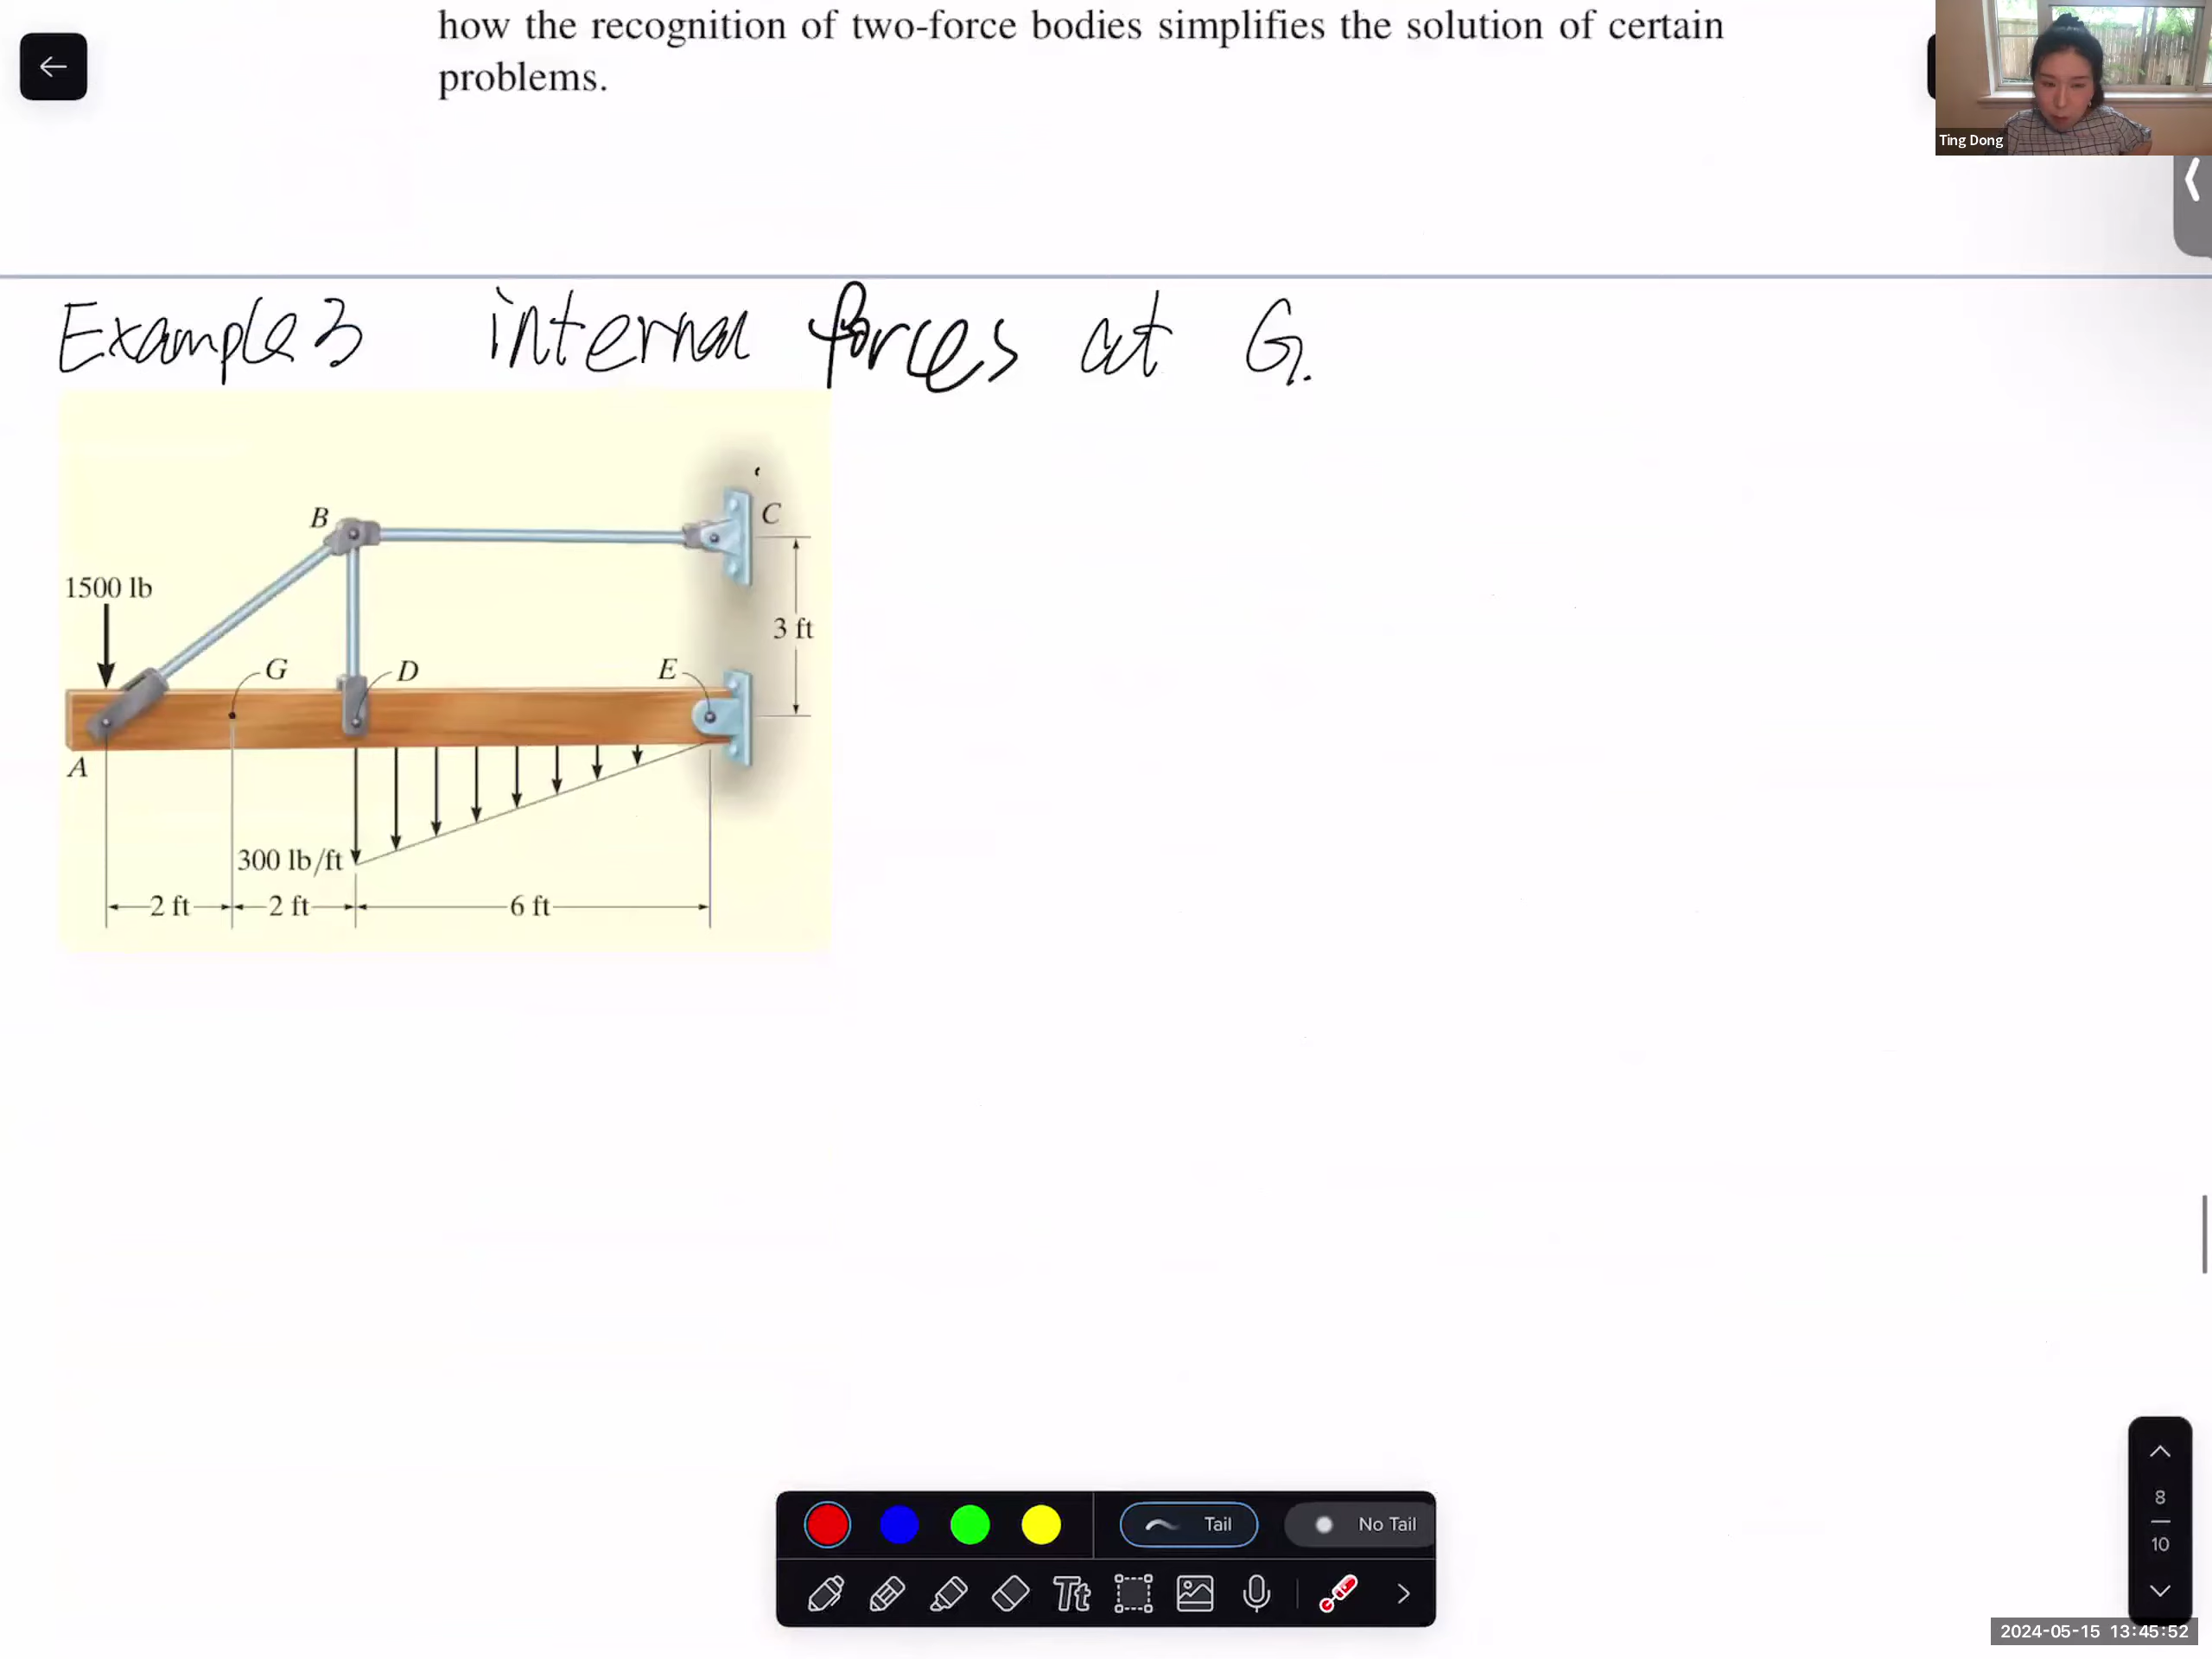 how the recognition of two-force bodies simplifies the solution of certain
problems.
Ting Dong
Example 3 internal forces at G.
B
C
1500 lb
3 ft
G
D
E
A
300 lb/ft
2 ft
2 ft
6 ft
Tail
No Tail
Tt
8
10
2024-05-15 13:45:52